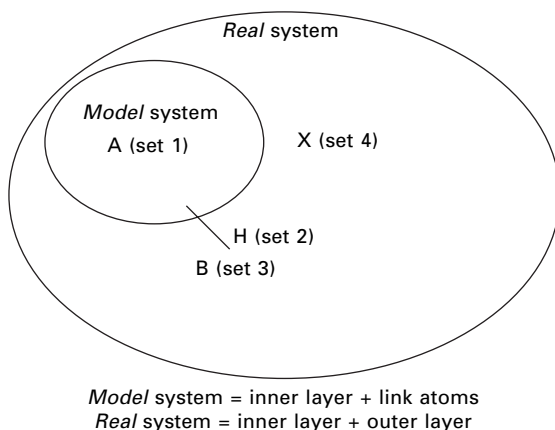 Real system
Model system
A (set 1)
X (set 4)
H (set 2)
B (set 3)
Model system = inner layer + link atoms
Real system = inner layer + outer layer